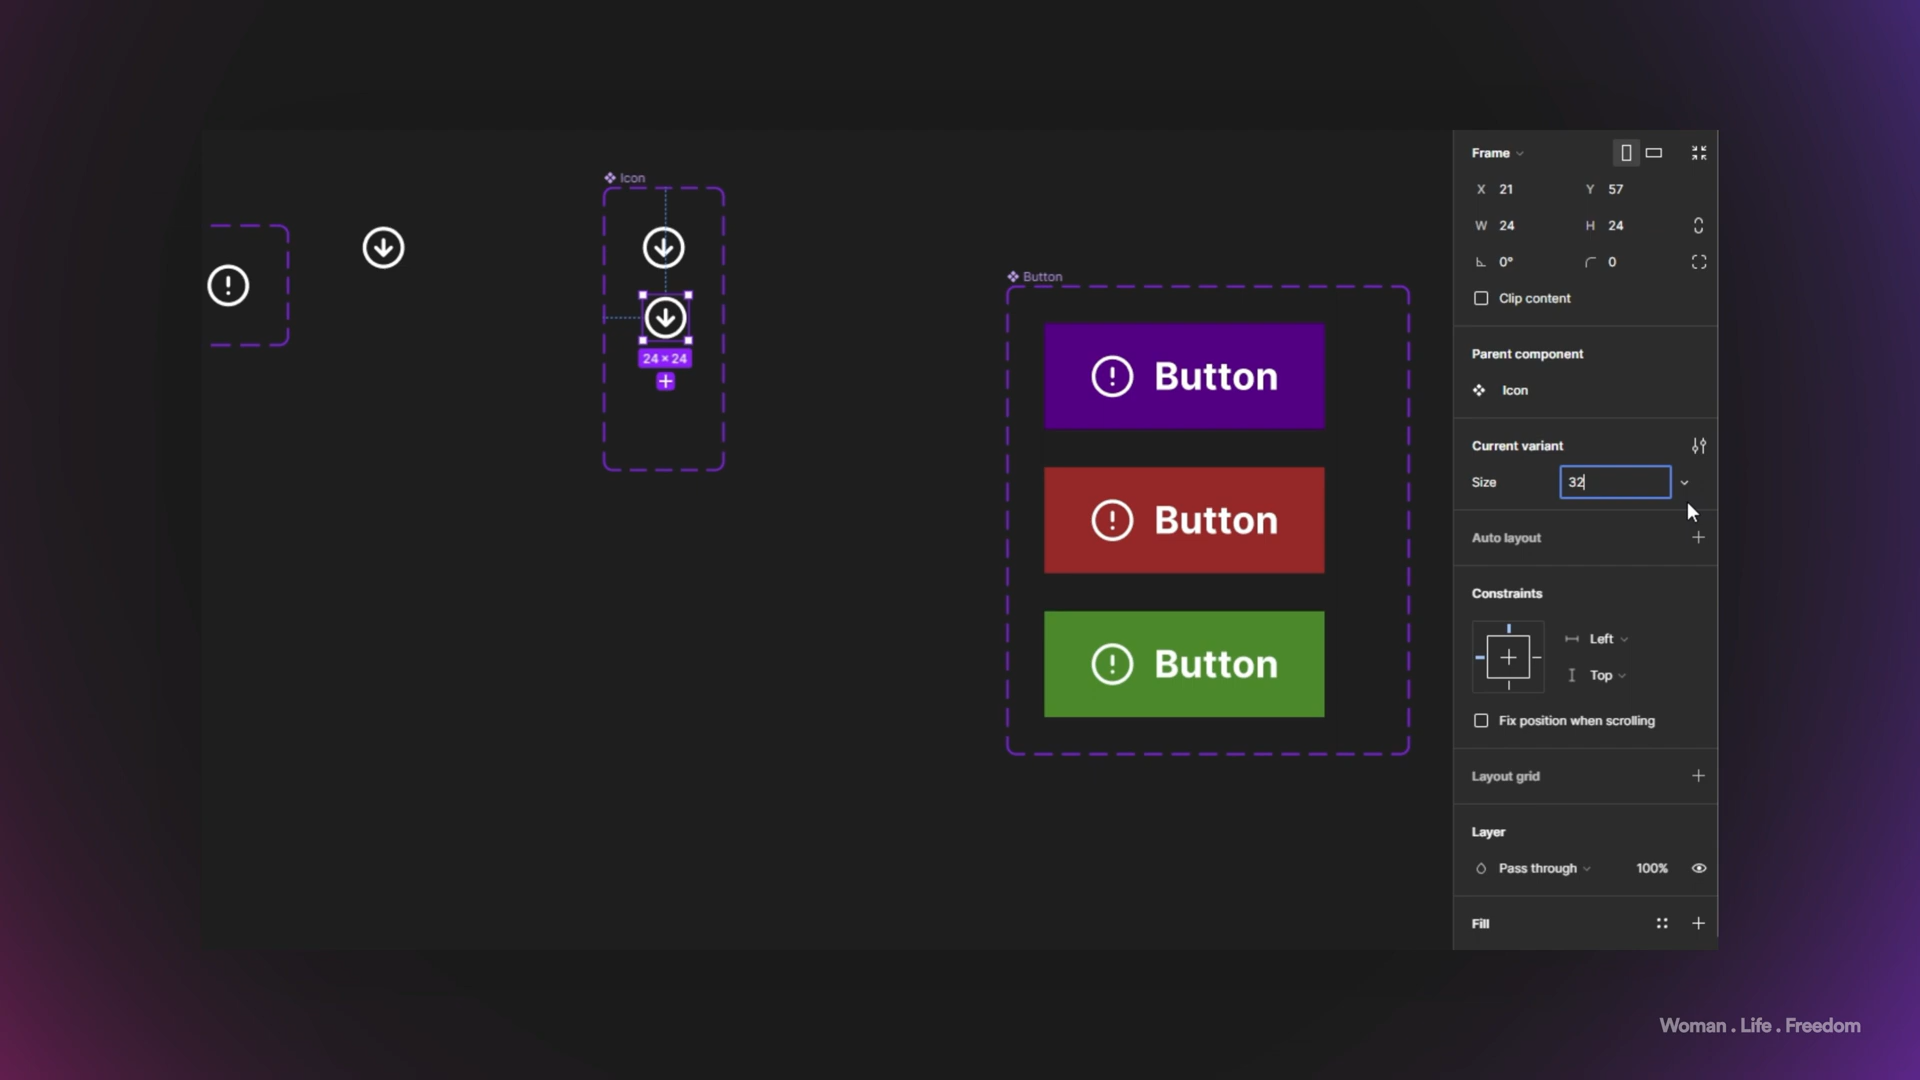 Icon
24 × 24
Button
Button
Button
Button
Frame
X 21 Y 57
W 24 H 24
0° 0
Clip content
Parent component
Icon
Current variant
Size 32
Auto layout
Constraints
Left
Top
Fix position when scrolling
Layout grid
Layer
Pass through 100%
Fill
Woman . Life . Freedom